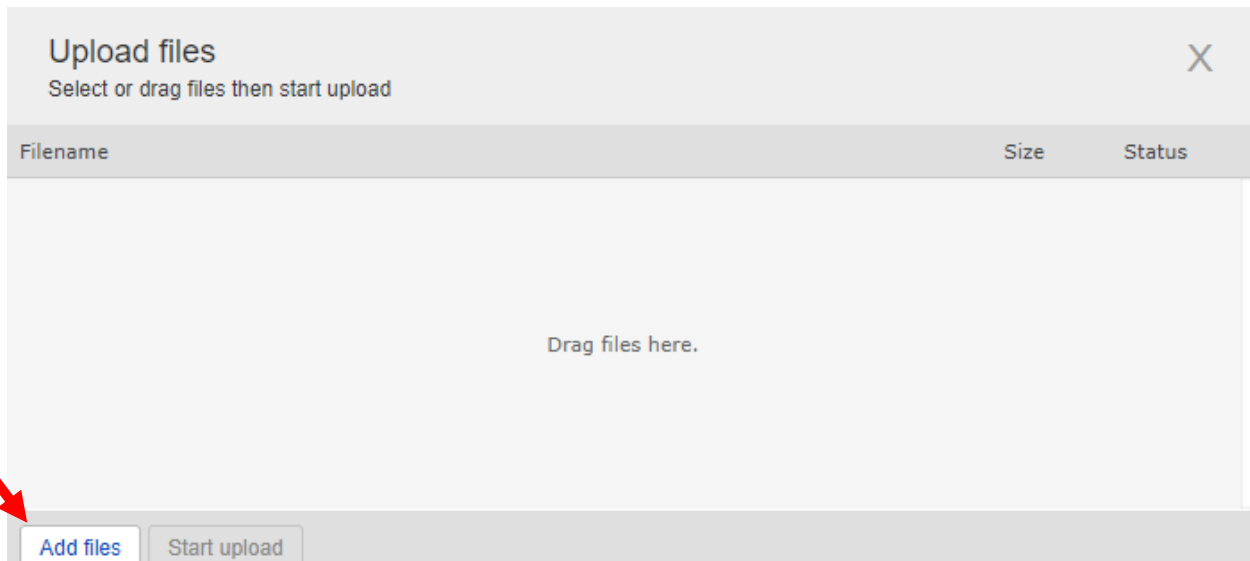 Upload files
X
Select or drag files then start upload
Filename Size Status
Drag files here.
Add files Start upload